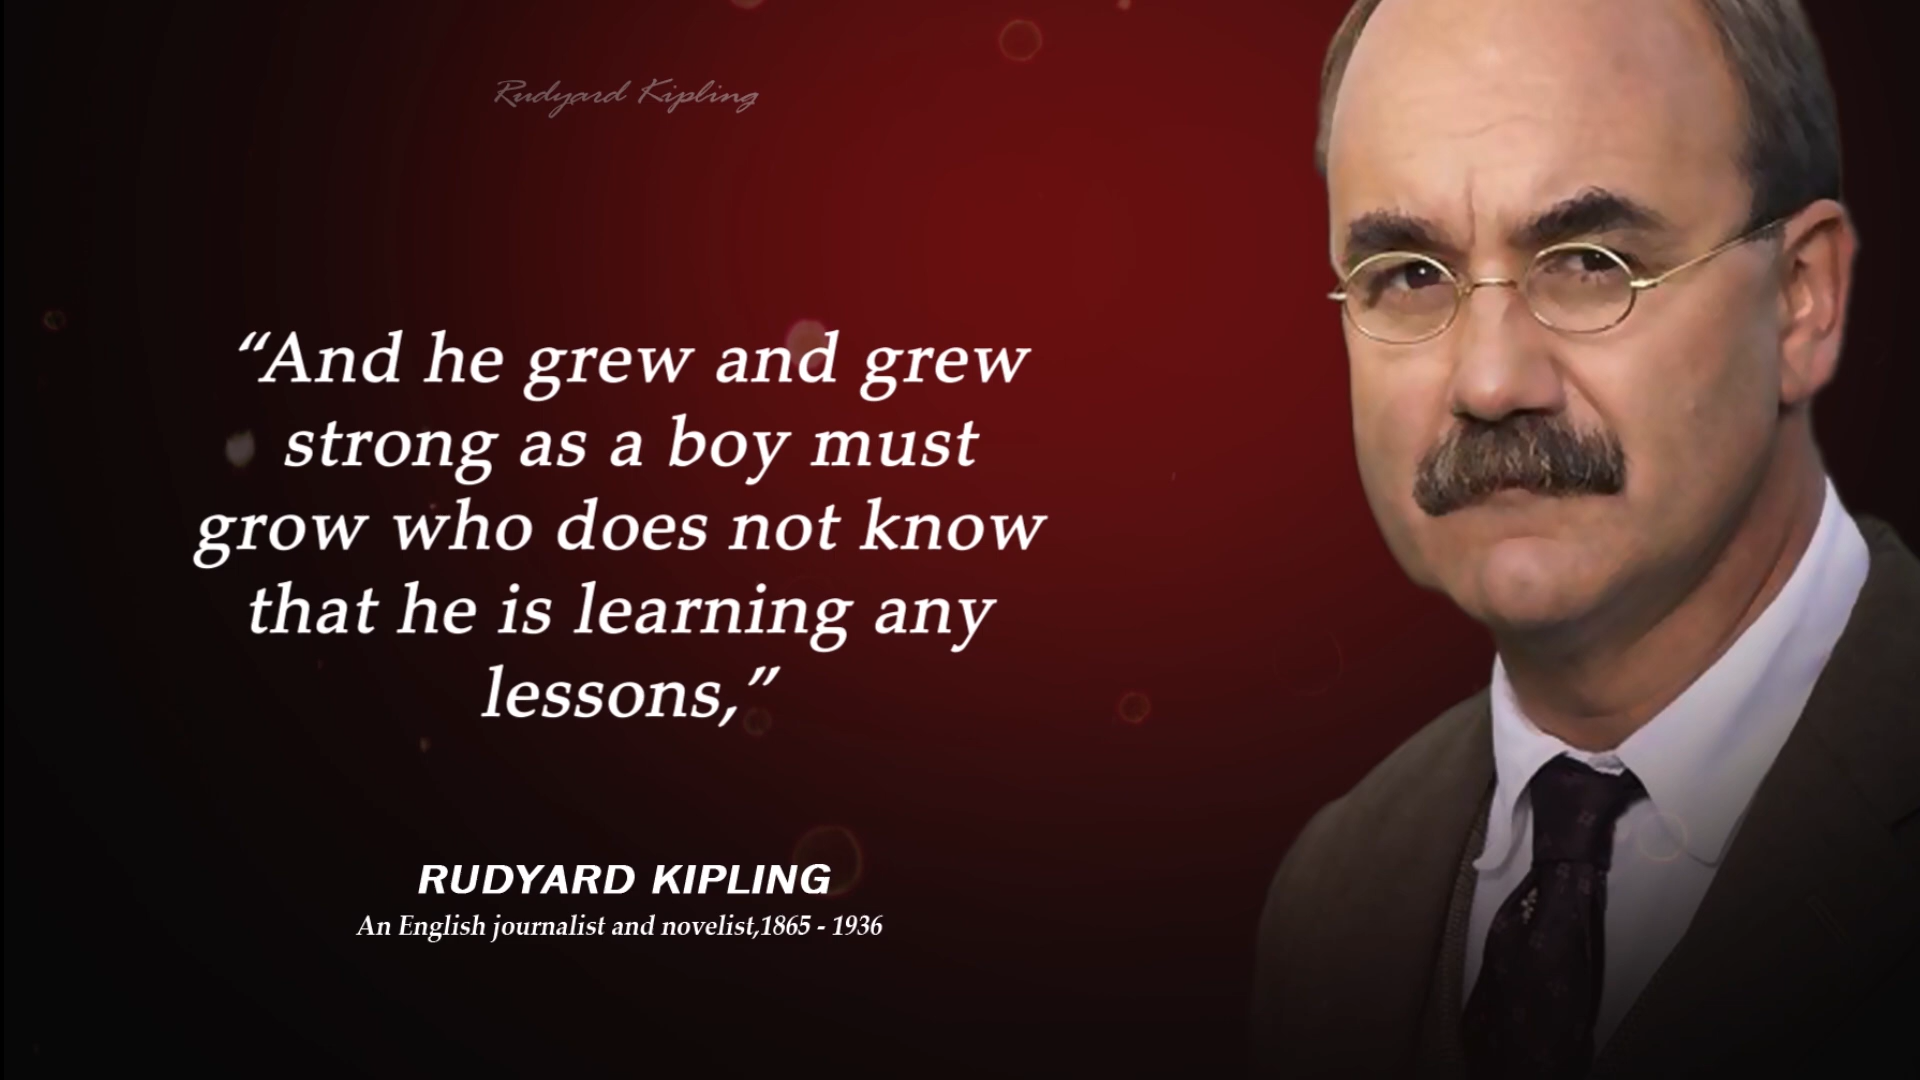 Rudyard Kipling
“And he grew and grew
strong as a boy must
grow who does not know
that he is learning any
lessons,”
RUDYARD KIPLING
An English journalist and novelist,1865 - 1936